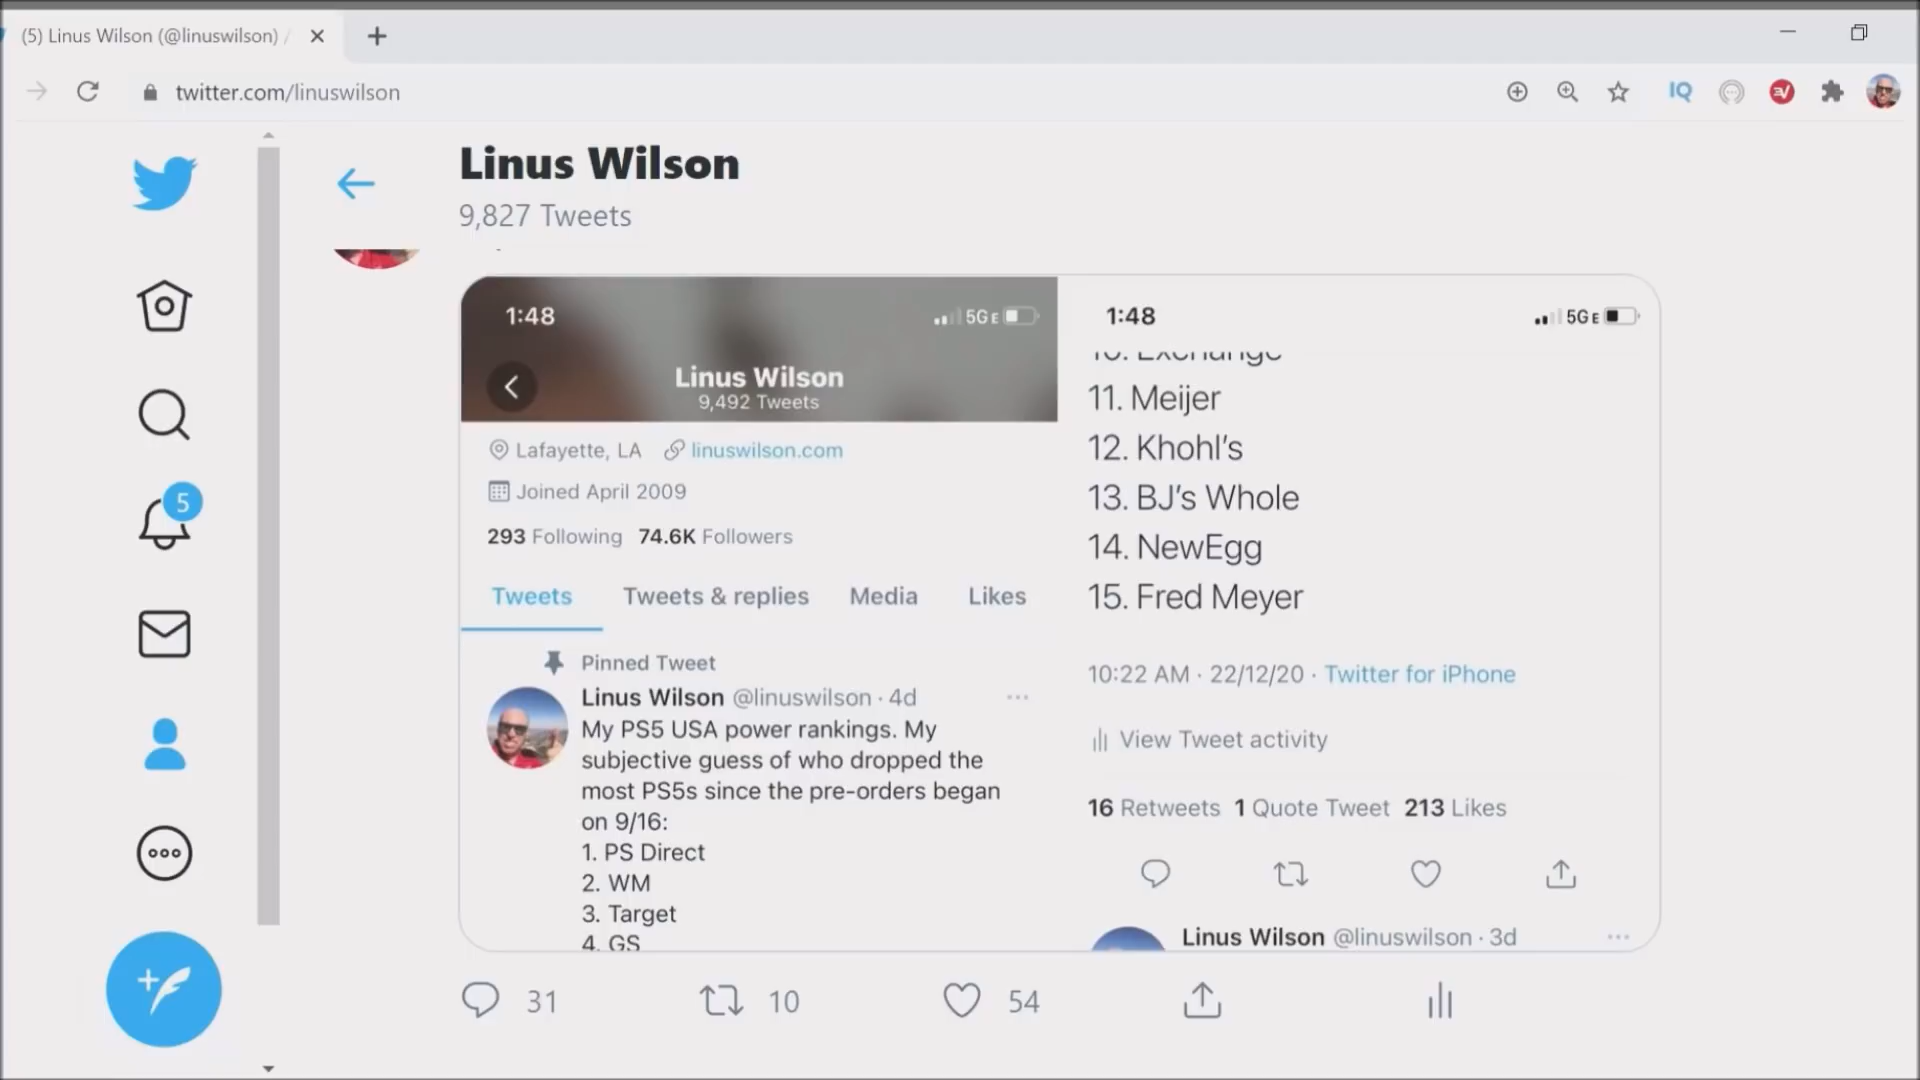 (5) Linus Wilson (@linuswilson) /
twitter.com/linuswilson
IQ
Linus Wilson
9,827 Tweets
5
1:48
5GE
Linus Wilson
9,492 Tweets
Lafayette, LA linuswilson.com
Joined April 2009
293 Following 74.6K Followers
Tweets Tweets & replies Media Likes
Pinned Tweet
Linus Wilson @linuswilson · 4d
My PS5 USA power rankings. My
subjective guess of who dropped the
most PS5s since the pre-orders began
on 9/16:
1. PS Direct
2. WM
3. Target
4. GS
1:48
5GE
10. Exchange
11. Meijer
12. Khohl's
13. BJ's Whole
14. NewEgg
15. Fred Meyer
10:22 AM · 22/12/20 · Twitter for iPhone
View Tweet activity
16 Retweets 1 Quote Tweet 213 Likes
Linus Wilson @linuswilson · 3d
31 10 54